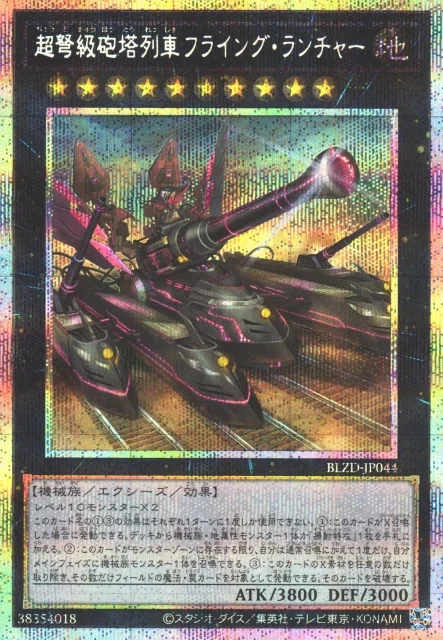 超弩級砲塔列車フライング・ランチャー
地
BLZD-JP044
【機械族／エクシーズ／効果】
レベル10モンスター×2
このカード名の①③の効果はそれぞれ1ターンに1度しか使用できない。①：このカードがX召喚
した場合に発動できる。デッキから機械族・地属性モンスター1体か「揚射特攻」1枚を手札に
加える。②：このカードがモンスターゾーンに存在する限り、自分は通常召喚に加えて1度だけ、自分
メインフェイズに機械族モンスター1体を召喚できる。③：このカードのX素材を任意の数だけ
取り除き、その数だけフィールドの魔法・罠カードを対象として発動できる。そのカードを破壊する。
ATK/3800 DEF/3000
38354018
©スタジオ・ダイス/集英社・テレビ東京・KONAMI